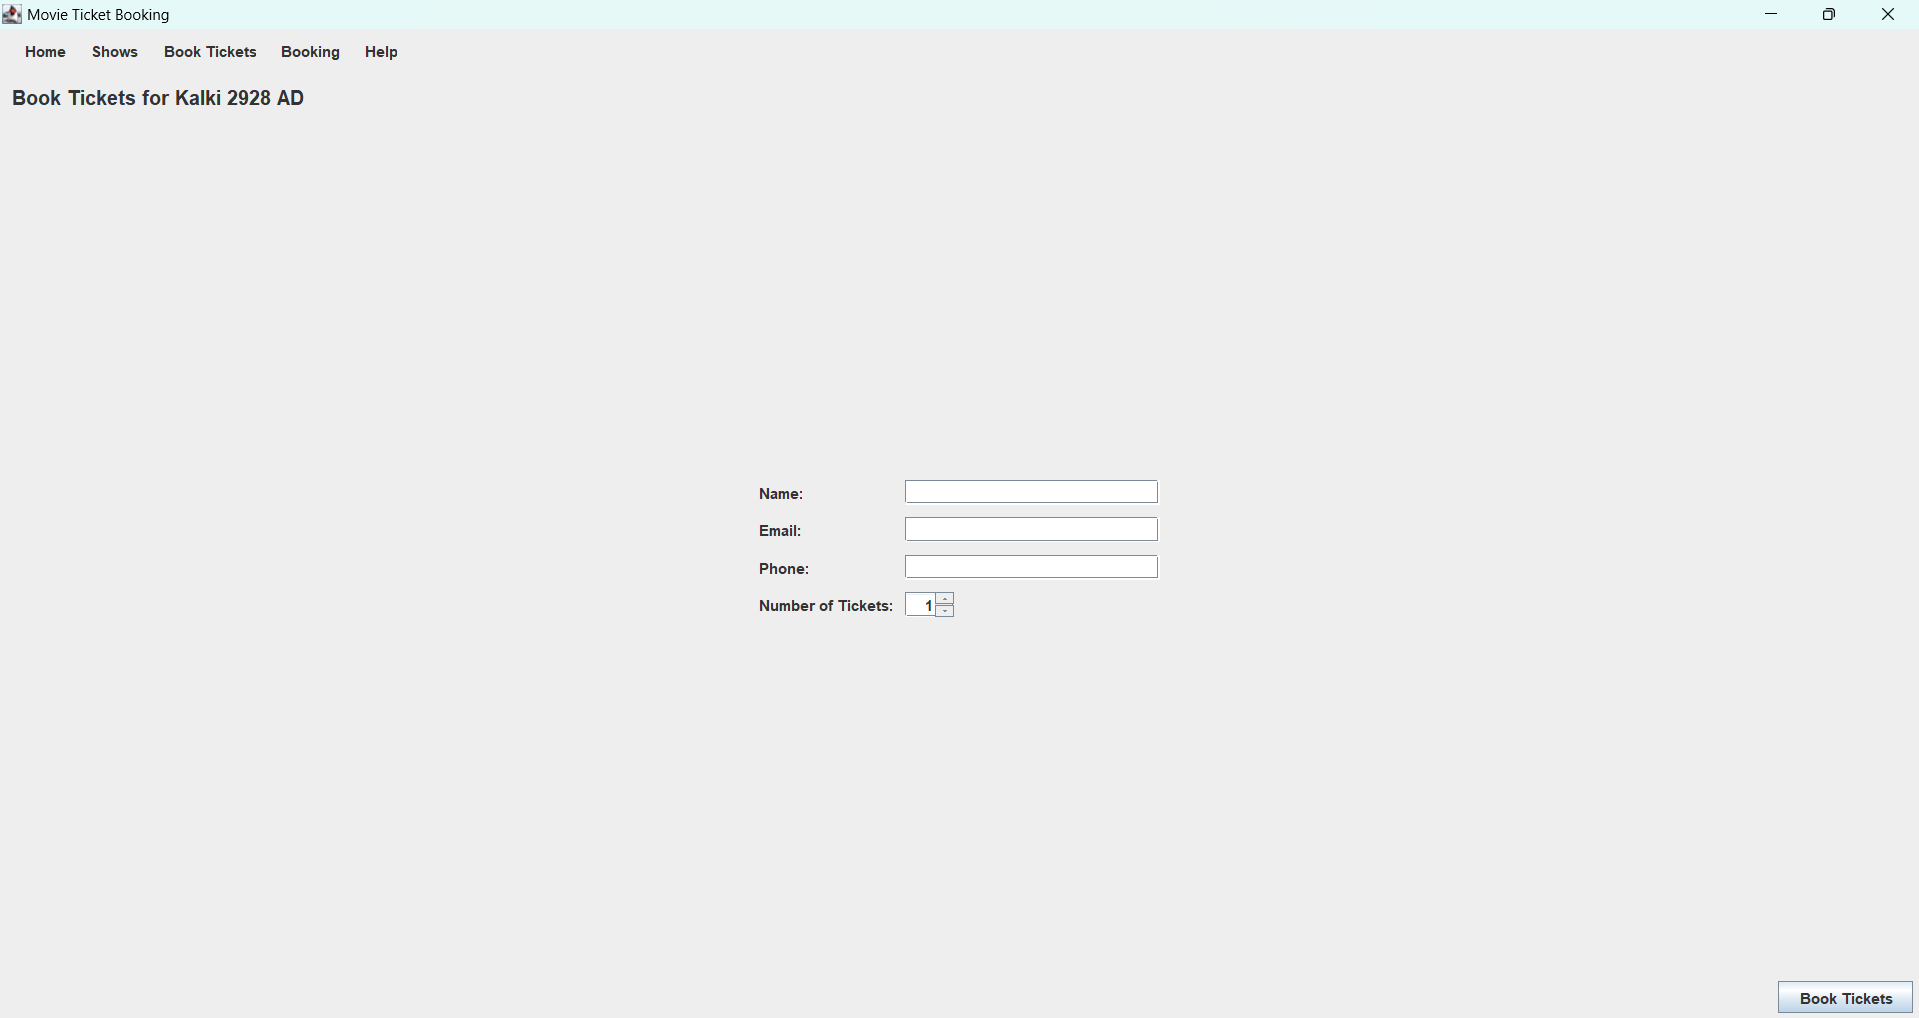 Movie Ticket Booking
Home Shows Book Tickets Booking Help
Book Tickets for Kalki 2928 AD
Name:
Email:
Phone:
Number of Tickets: 1
Book Tickets